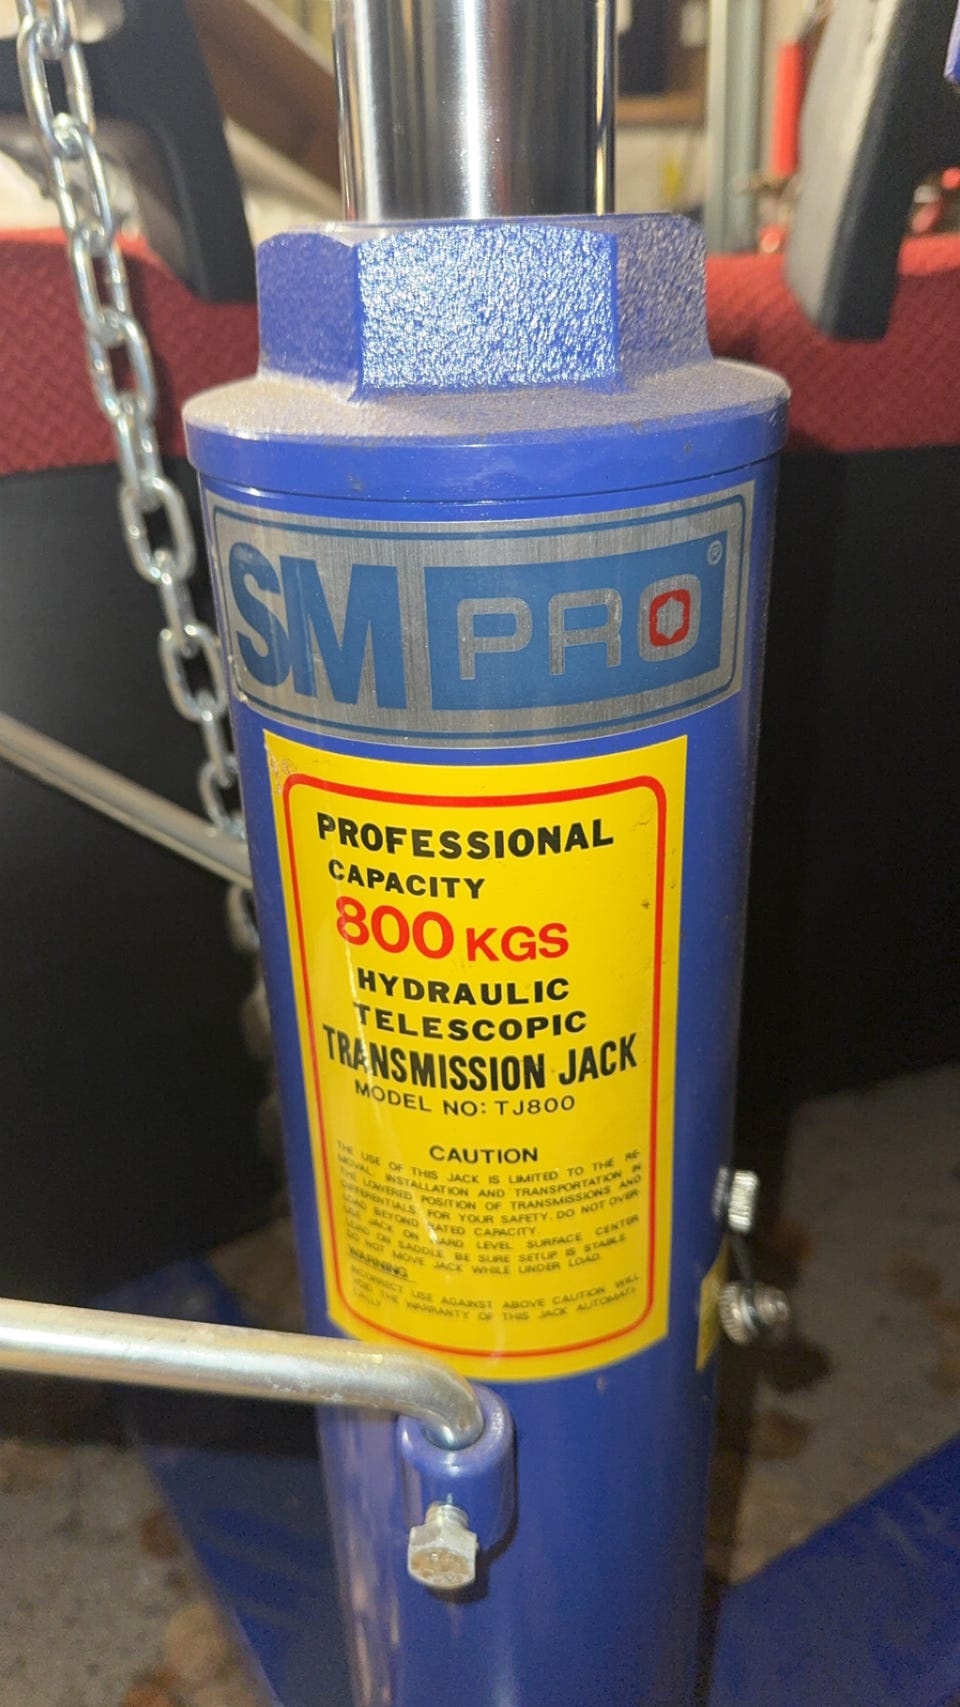 SM PRO®
PROFESSIONAL
CAPACITY
800 KGS
HYDRAULIC
TELESCOPIC
TRANSMISSION JACK
MODEL NO: TJ800
CAUTION
THE USE OF THIS JACK IS LIMITED TO THE RE-
MOVAL, INSTALLATION AND TRANSPORTATION IN
THE LOWERED POSITION OF TRANSMISSIONS AND
DIFFERENTIALS, FOR YOUR SAFETY, DO NOT OVER-
LOAD BEYOND RATED CAPACITY.
USE JACK ON HARD LEVEL SURFACE CENTER
LOAD ON SADDLE. BE SURE SETUP IS STABLE
DO NOT MOVE JACK WHILE UNDER LOAD.
WARNING
INCORRECT USE AGAINST ABOVE CAUTION WILL
VOID THE WARRANTY OF THIS JACK AUTOMATI-
CALLY